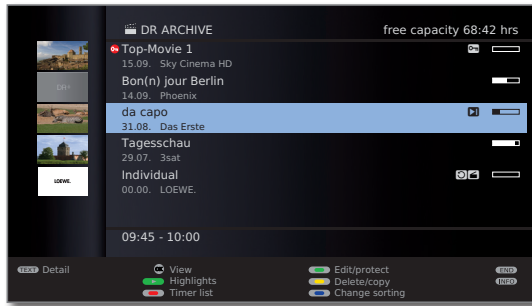 DR ARCHIVE free capacity 68:42 hrs
Top-Movie 1
15.09. Sky Cinema HD
Bon(n) jour Berlin
14.09. Phoenix
DR+
da capo
31.08. Das Erste
Tagesschau
29.07. 3sat
Individual
00.00. LOEWE.
LOEWE.
09:45 - 10:00
TEXT Detail OK View Edit/protect END
Highlights Delete/copy INFO
Timer list Change sorting